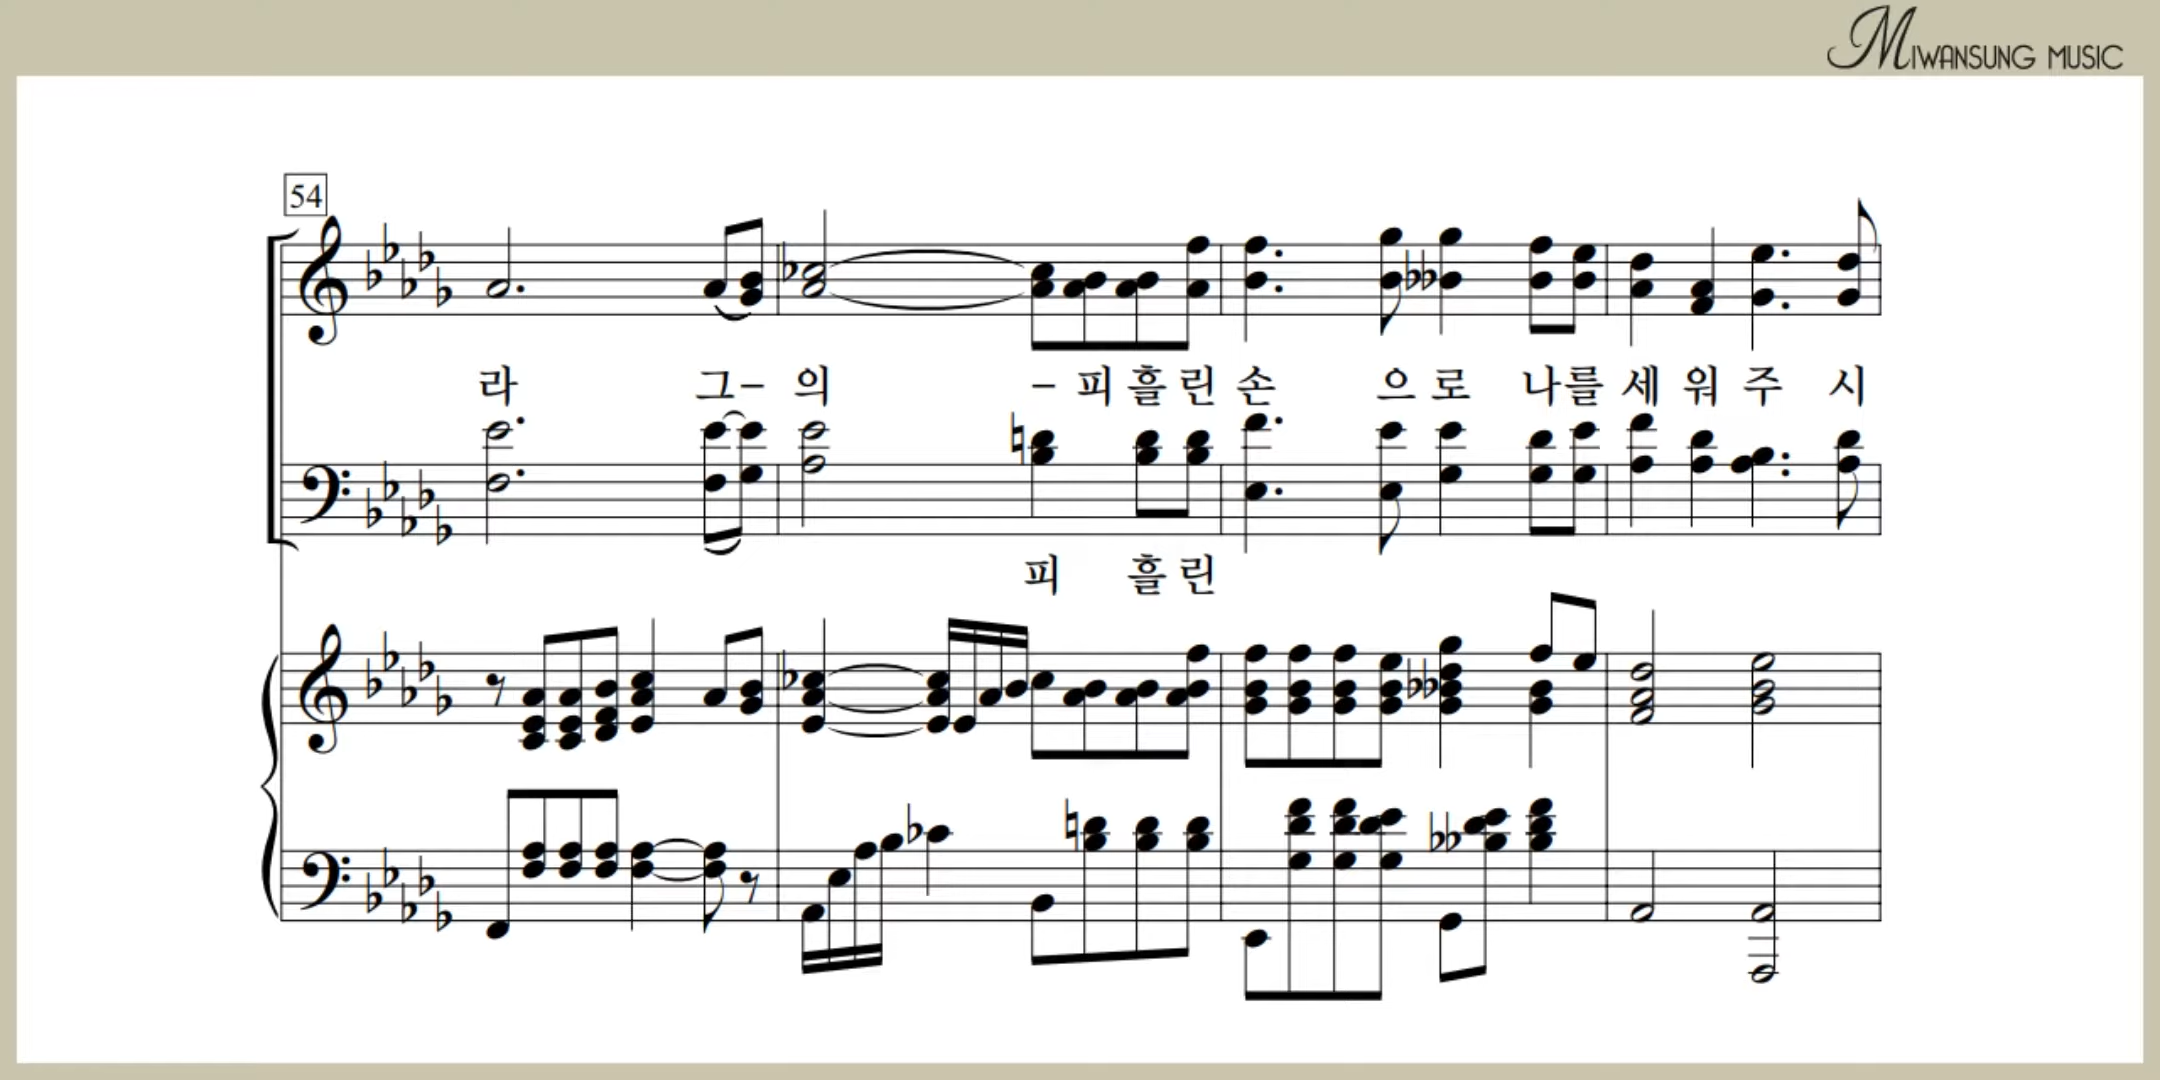 MIWANSUNG MUSIC
54
라 그- 의 - 피 흘 린 손 으 로 나 를 세 워 주 시
피 흘 린